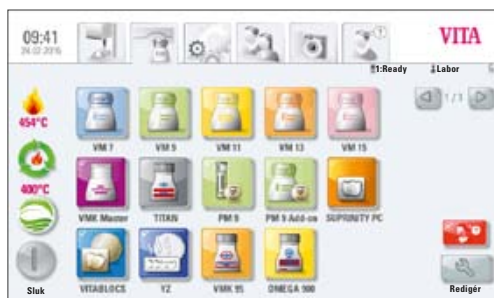 09:41
24.02.2016
VITA
1:Ready
Labor
454°C
1/1
VM 7
VM 9
VM 11
VM 13
VM 15
400°C
VMK Master
TITAN
PM 9
PM 9 Add-on
SUPRINITY PC
Sluk
VITABLOCS
YZ
VMK 95
OMEGA 900
Redigér